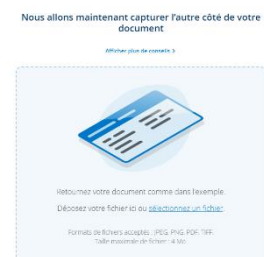 Nous allons maintenant capturer l'autre côté de votre
document
Afficher plus de conseils >
Retournez votre document comme dans l'exemple.
Déposez votre fichier ici ou sélectionnez un fichier.
Formats de fichiers acceptés : JPEG, PNG, PDF, TIFF.
Taille maximale de fichier : 4 Mo.